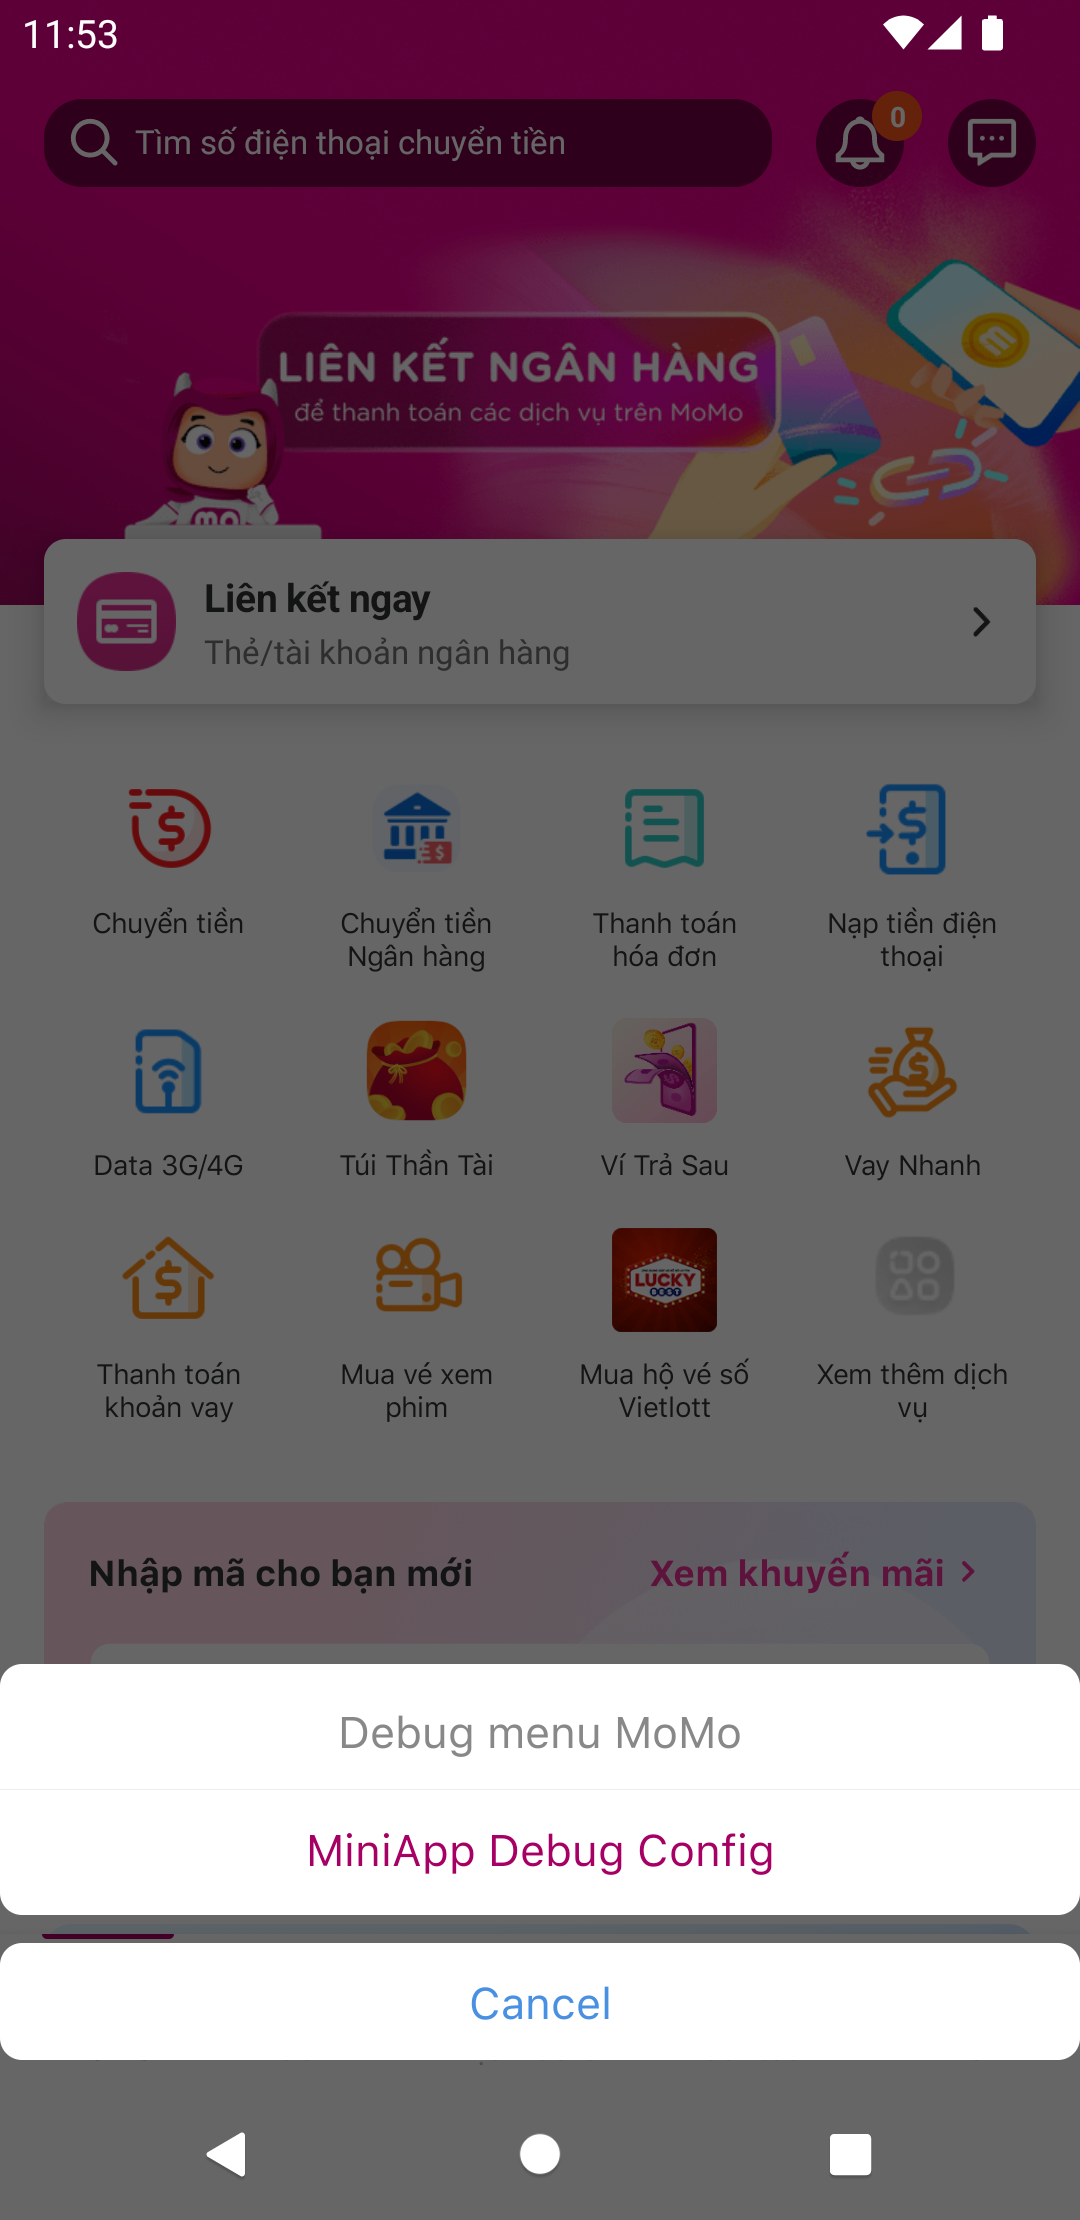 11:53
Tìm số điện thoại chuyển tiền
0
LIÊN KẾT NGÂN HÀNG
để thanh toán các dịch vụ trên MoMo
mo
Liên kết ngay
Thẻ/tài khoản ngân hàng
Chuyển tiền
Chuyển tiền
Ngân hàng
Thanh toán
hóa đơn
Nạp tiền điện
thoại
Data 3G/4G
Túi Thần Tài
Ví Trả Sau
Vay Nhanh
LUCKY
BEST
Thanh toán
khoản vay
Mua vé xem
phim
Mua hộ vé số
Vietlott
Xem thêm dịch
vụ
Nhập mã cho bạn mới
Xem khuyến mãi
Debug menu MoMo
MiniApp Debug Config
Cancel